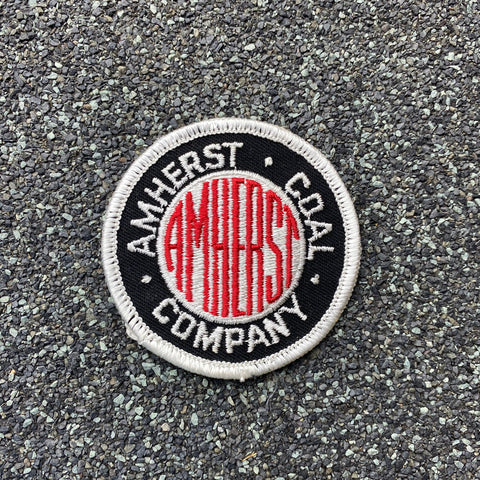 AMHERST · COAL · COMPANY ·
AMHERST